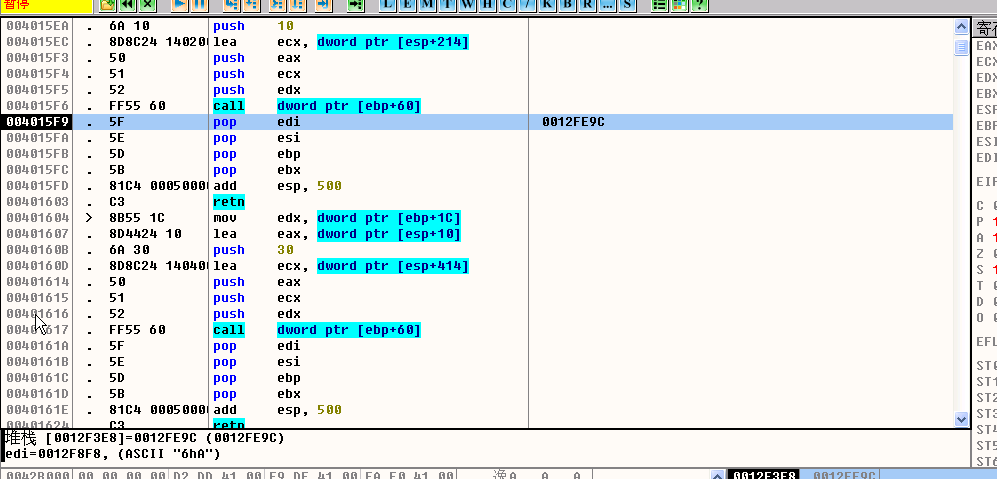 暂停 L E M T W H C / K B R ... S ?
004015EA . 6A 10 push 10
004015EC . 8D8C24 14020 lea ecx, dword ptr [esp+214]
004015F3 . 50 push eax
004015F4 . 51 push ecx
004015F5 . 52 push edx
004015F6 . FF55 60 call dword ptr [ebp+60]
004015F9 . 5F pop edi 0012FE9C
004015FA . 5E pop esi
004015FB . 5D pop ebp
004015FC . 5B pop ebx
004015FD . 81C4 0005000 add esp, 500
00401603 . C3 retn
00401604 > 8B55 1C mov edx, dword ptr [ebp+1C]
00401607 . 8D4424 10 lea eax, dword ptr [esp+10]
0040160B . 6A 30 push 30
0040160D . 8D8C24 14040 lea ecx, dword ptr [esp+414]
00401614 . 50 push eax
00401615 . 51 push ecx
00401616 . 52 push edx
00401617 . FF55 60 call dword ptr [ebp+60]
0040161A . 5F pop edi
0040161B . 5E pop esi
0040161C . 5D pop ebp
0040161D . 5B pop ebx
0040161E . 81C4 0005000 add esp, 500
00401624 . C3 retn
寄存
EAX
ECX
EDX
EBX
ESP
EBP
ESI
EDI
EIP
C 0
P 1
A 1
Z 0
S 1
T 0
D 0
O 0
EFL
ST0
ST1
ST2
ST3
ST4
ST5
ST6
堆栈 [0012F3E8]=0012FE9C (0012FE9C)
edi=0012F8F8, (ASCII "6hA")
0042B000 00 00 00 00 D2 DD 41 00 F9 DE 41 00 EA E0 41 00 A A A 0012F3E8 0012FE9C